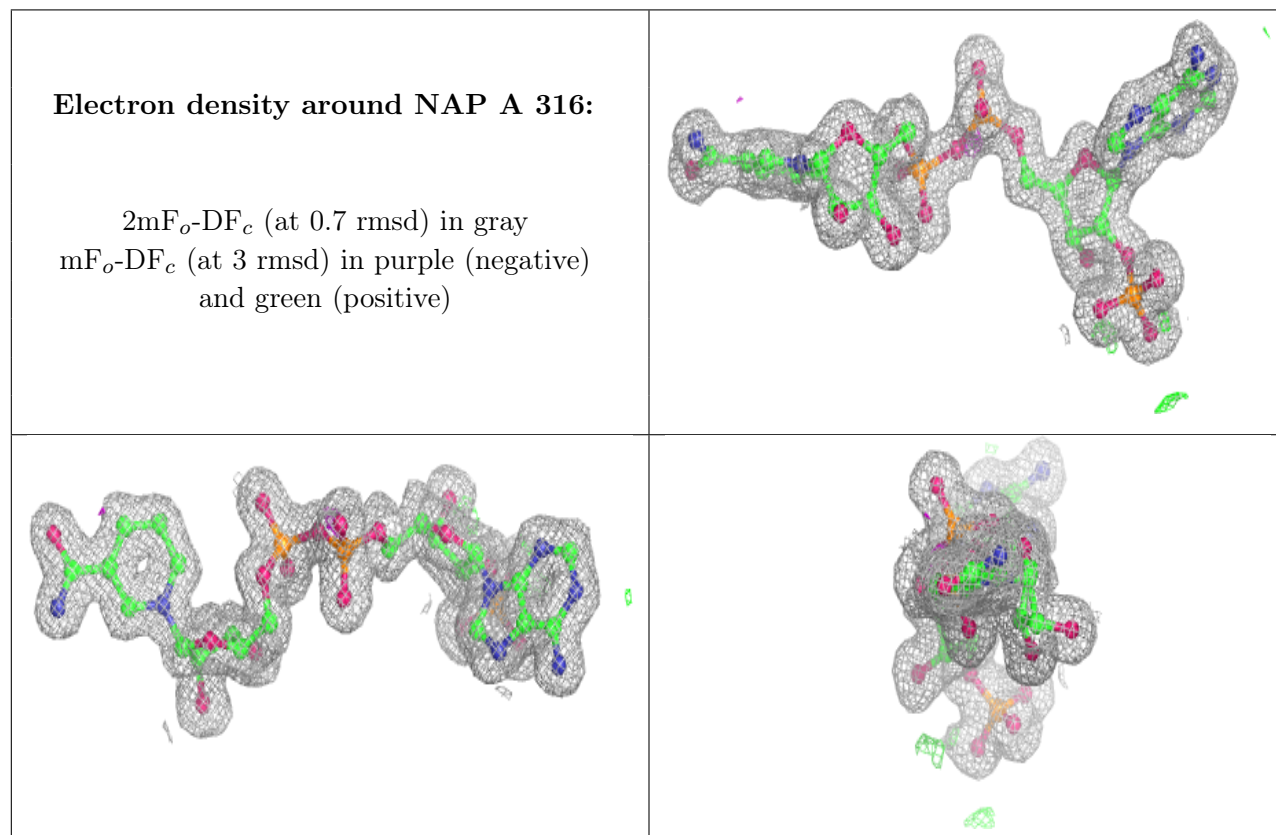 Electron density around NAP A 316:
2mFo-DFc (at 0.7 rmsd) in gray
mFo-DFc (at 3 rmsd) in purple (negative)
and green (positive)